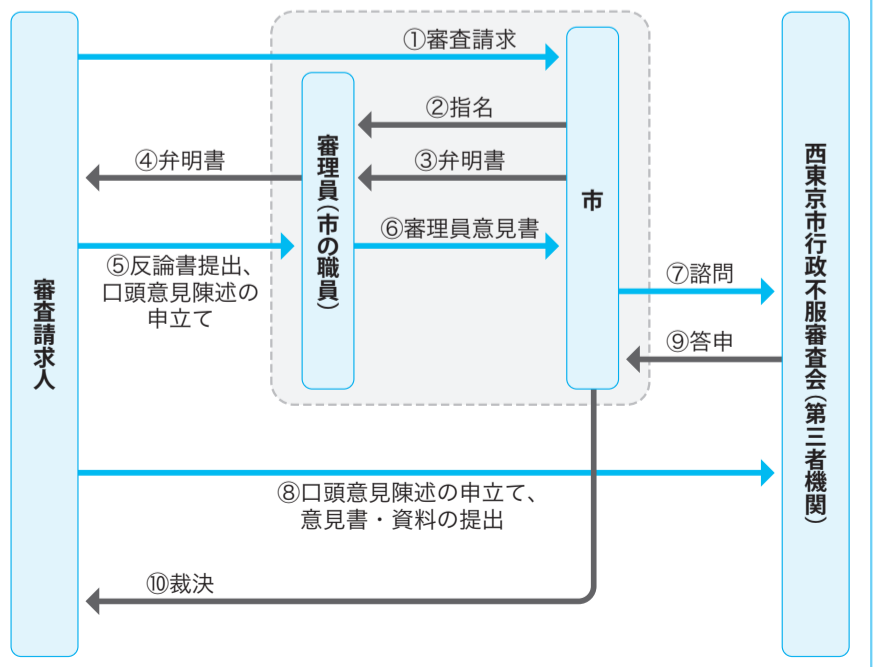 ①審査請求
②指名
④弁明書
③弁明書
審理員(市の職員)
市
⑥審理員意見書
⑤反論書提出、
口頭意見陳述の
申立て
⑦諮問
⑨答申
審査請求人
西東京市行政不服審査会(第三者機関)
⑧口頭意見陳述の申立て、
意見書・資料の提出
⑩裁決